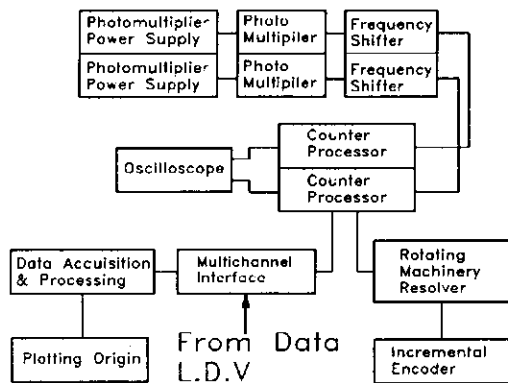 Photomultiplier
Power Supply
Photo
Multipiler
Frequency
Shifter
Photomultiplier
Power Supply
Photo
Multipiler
Frequency
Shifter
Counter
Processor
Oscilloscope
Counter
Processor
Data Accuisition
& Processing
Multichannel
Interface
Rotating
Machinery
Resolver
From Data
L.D.V
Plotting Origin
Incremental
Encoder